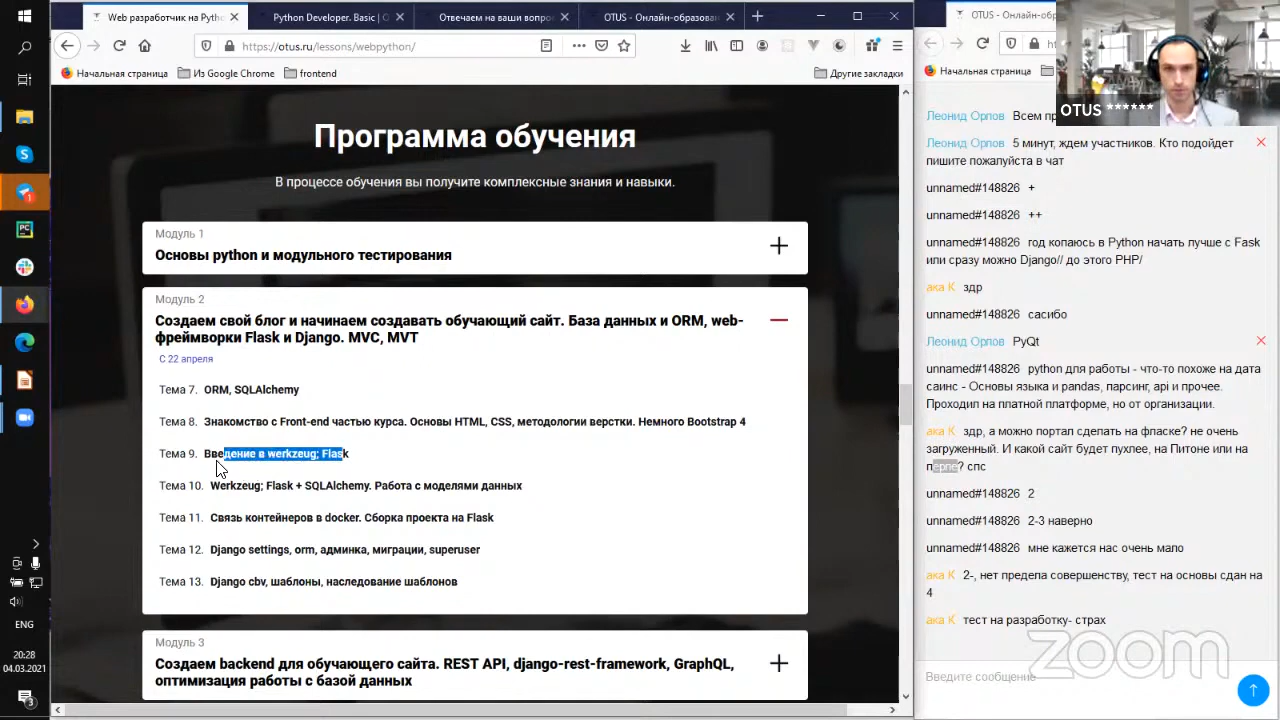 Web разработчик на Pytho
Python Developer. Basic | O
Отвечаем на ваши вопро
OTUS - Онлайн-образован
OTUS - Онлайн-об
https://otus.ru/lessons/webpython/
Начальная страница
Из Google Chrome
frontend
Другие закладки
Начальная страница
Программа обучения
В процессе обучения вы получите комплексные знания и навыки.
Модуль 1
Основы python и модульного тестирования
Модуль 2
Создаем свой блог и начинаем создавать обучающий сайт. База данных и ORM, web-
фреймворки Flask и Django. MVC, MVT
С 22 апреля
Тема 7. ORM, SQLAlchemy
Тема 8. Знакомство с Front-end частью курса. Основы HTML, CSS, методологии верстки. Немного Bootstrap 4
Тема 9. Введение в werkzeug; Flask
Тема 10. Werkzeug; Flask + SQLAlchemy. Работа с моделями данных
Тема 11. Связь контейнеров в docker. Сборка проекта на Flask
Тема 12. Django settings, orm, админка, миграции, superuser
Тема 13. Django cbv, шаблоны, наследование шаблонов
Модуль 3
Создаем backend для обучающего сайта. REST API, django-rest-framework, GraphQL,
оптимизация работы с базой данных
OTUS ******
Леонид Орлов Всем пр
Леонид Орлов 5 минут, ждем участников. Кто подойдет
пишите пожалуйста в чат
unnamed#148826 +
unnamed#148826 ++
unnamed#148826 год копаюсь в Python начать лучше с Fask
или сразу можно Django// до этого PHP/
ака К здр
unnamed#148826 сасибо
Леонид Орлов PyQt
unnamed#148826 python для работы - что-то похоже на дата
саинс - Основы языка и pandas, парсинг, api и прочее.
Проходил на платной платформе, но от организации.
ака К здр, а можно портал сделать на фласке? не очень
загруженный. И какой сайт будет пухлее, на Питоне или на
перле? спс
unnamed#148826 2
unnamed#148826 2-3 наверно
unnamed#148826 мне кажется нас очень мало
ака К 2-, нет предела совершенству, тест на основы сдан на
4
ака К тест на разработку- страх
zoom
Введите сообщение
ENG
20:28
04.03.2021
3